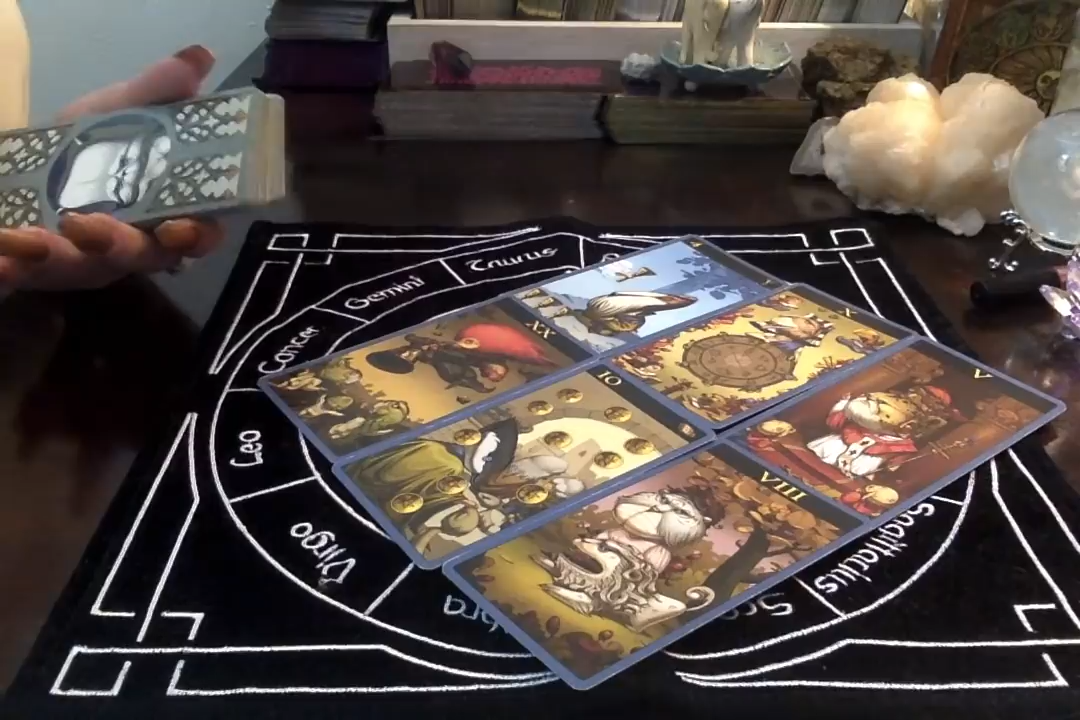 Taurus
Gemini
Cancer
Leo
Virgo
Sagittarius
XX
10
X
V
VIII